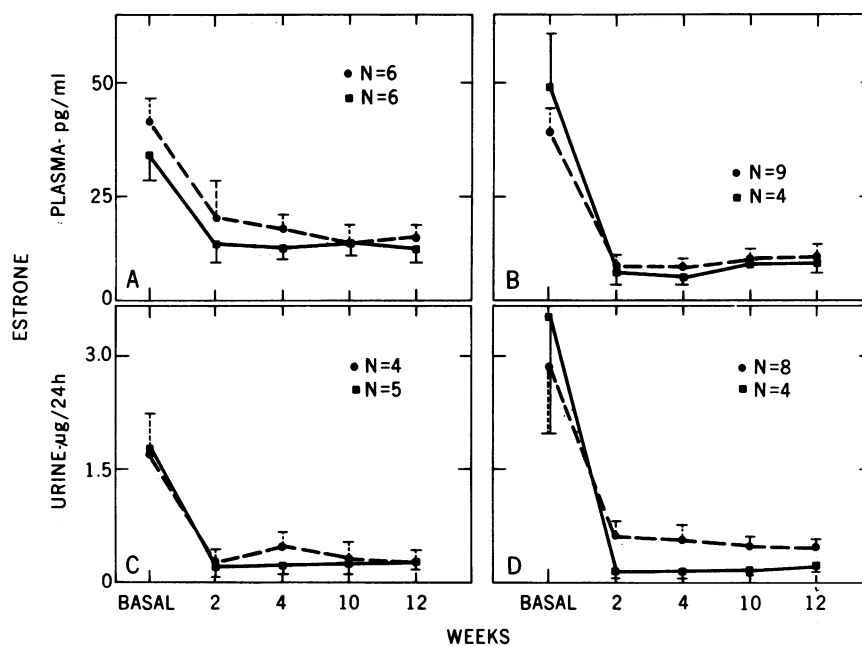 ESTRONE
PLASMA-pg/ml
50
25
0
A
● N=6
■ N=6
B
● N=9
■ N=4
URINE-µg/24h
3.0
1.5
0
C
● N=4
■ N=5
D
● N=8
■ N=4
BASAL 2 4 10 12
BASAL 2 4 10 12
WEEKS